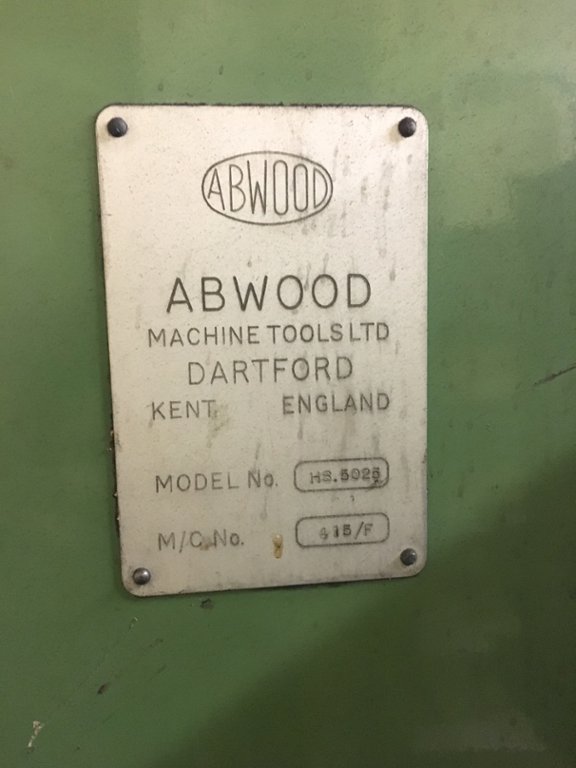 ABWOOD
ABWOOD
MACHINE TOOLS LTD
DARTFORD
KENT ENGLAND
MODEL No. HS.5025
M/C No. 415/F